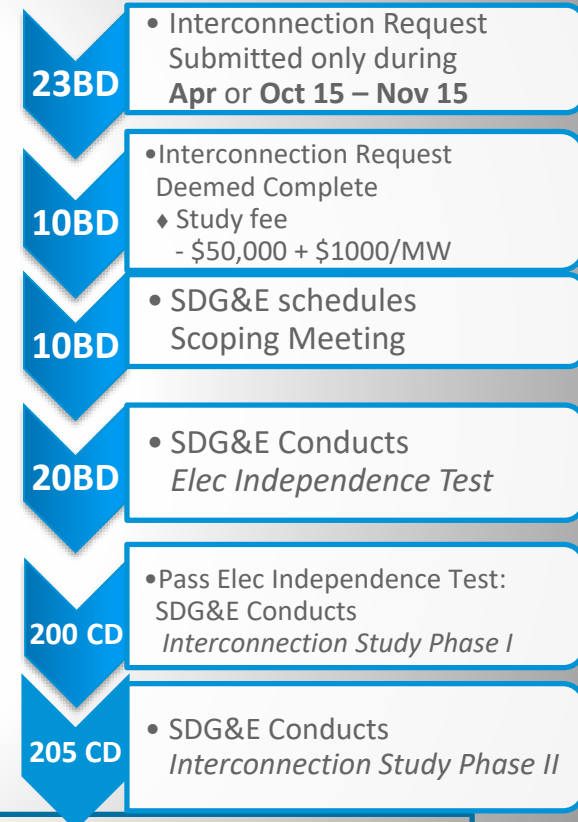 23BD
• Interconnection Request
Submitted only during
Apr or Oct 15 – Nov 15
10BD
•Interconnection Request
Deemed Complete
♦ Study fee
- $50,000 + $1000/MW
10BD
• SDG&E schedules
Scoping Meeting
20BD
• SDG&E Conducts
Elec Independence Test
200 CD
•Pass Elec Independence Test:
SDG&E Conducts
Interconnection Study Phase I
205 CD
• SDG&E Conducts
Interconnection Study Phase II